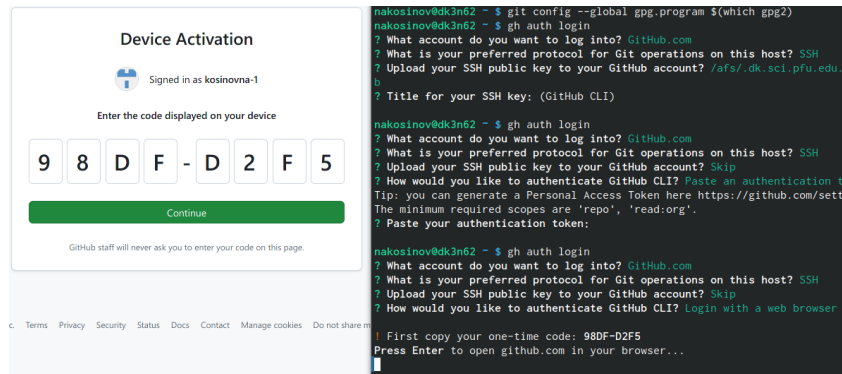 Device Activation
Signed in as kosinovna-1
Enter the code displayed on your device
9 8 D F - D 2 F 5
Continue
GitHub staff will never ask you to enter your code on this page.
c. Terms Privacy Security Status Docs Contact Manage cookies Do not share m
nakosinov@dk3n62 ~ $ git config --global gpg.program $(which gpg2)
nakosinov@dk3n62 ~ $ gh auth login
? What account do you want to log into? GitHub.com
? What is your preferred protocol for Git operations on this host? SSH
? Upload your SSH public key to your GitHub account? /afs/.dk.sci.pfu.edu.
b
? Title for your SSH key: (GitHub CLI)
nakosinov@dk3n62 ~ $ gh auth login
? What account do you want to log into? GitHub.com
? What is your preferred protocol for Git operations on this host? SSH
? Upload your SSH public key to your GitHub account? Skip
? How would you like to authenticate GitHub CLI? Paste an authentication t
Tip: you can generate a Personal Access Token here https://github.com/sett
The minimum required scopes are 'repo', 'read:org'.
? Paste your authentication token:
nakosinov@dk3n62 ~ $ gh auth login
? What account do you want to log into? GitHub.com
? What is your preferred protocol for Git operations on this host? SSH
? Upload your SSH public key to your GitHub account? Skip
? How would you like to authenticate GitHub CLI? Login with a web browser
! First copy your one-time code: 98DF-D2F5
Press Enter to open github.com in your browser...